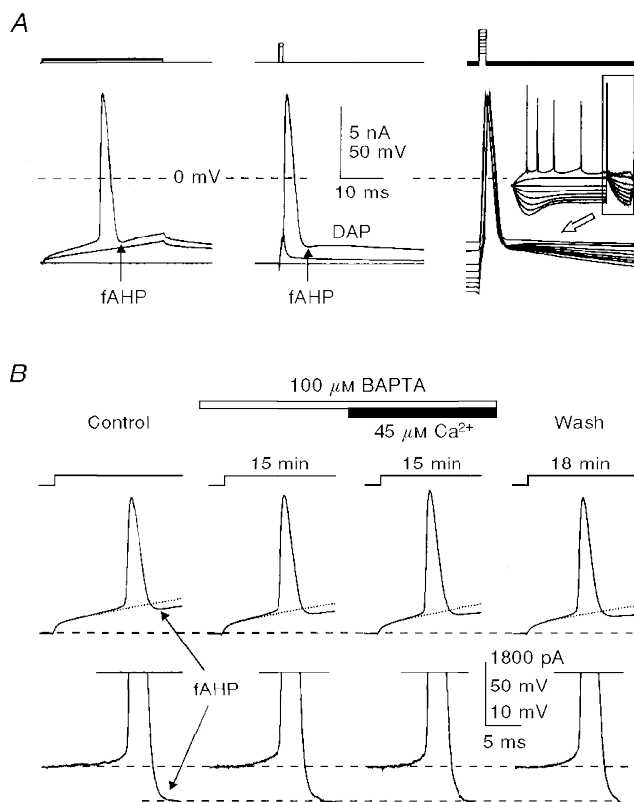 A
5 nA
50 mV
0 mV
10 ms
DAP
fAHP
fAHP
B
100 µM BAPTA
Control
45 µM Ca²⁺
Wash
15 min
15 min
18 min
fAHP
1800 pA
50 mV
10 mV
5 ms